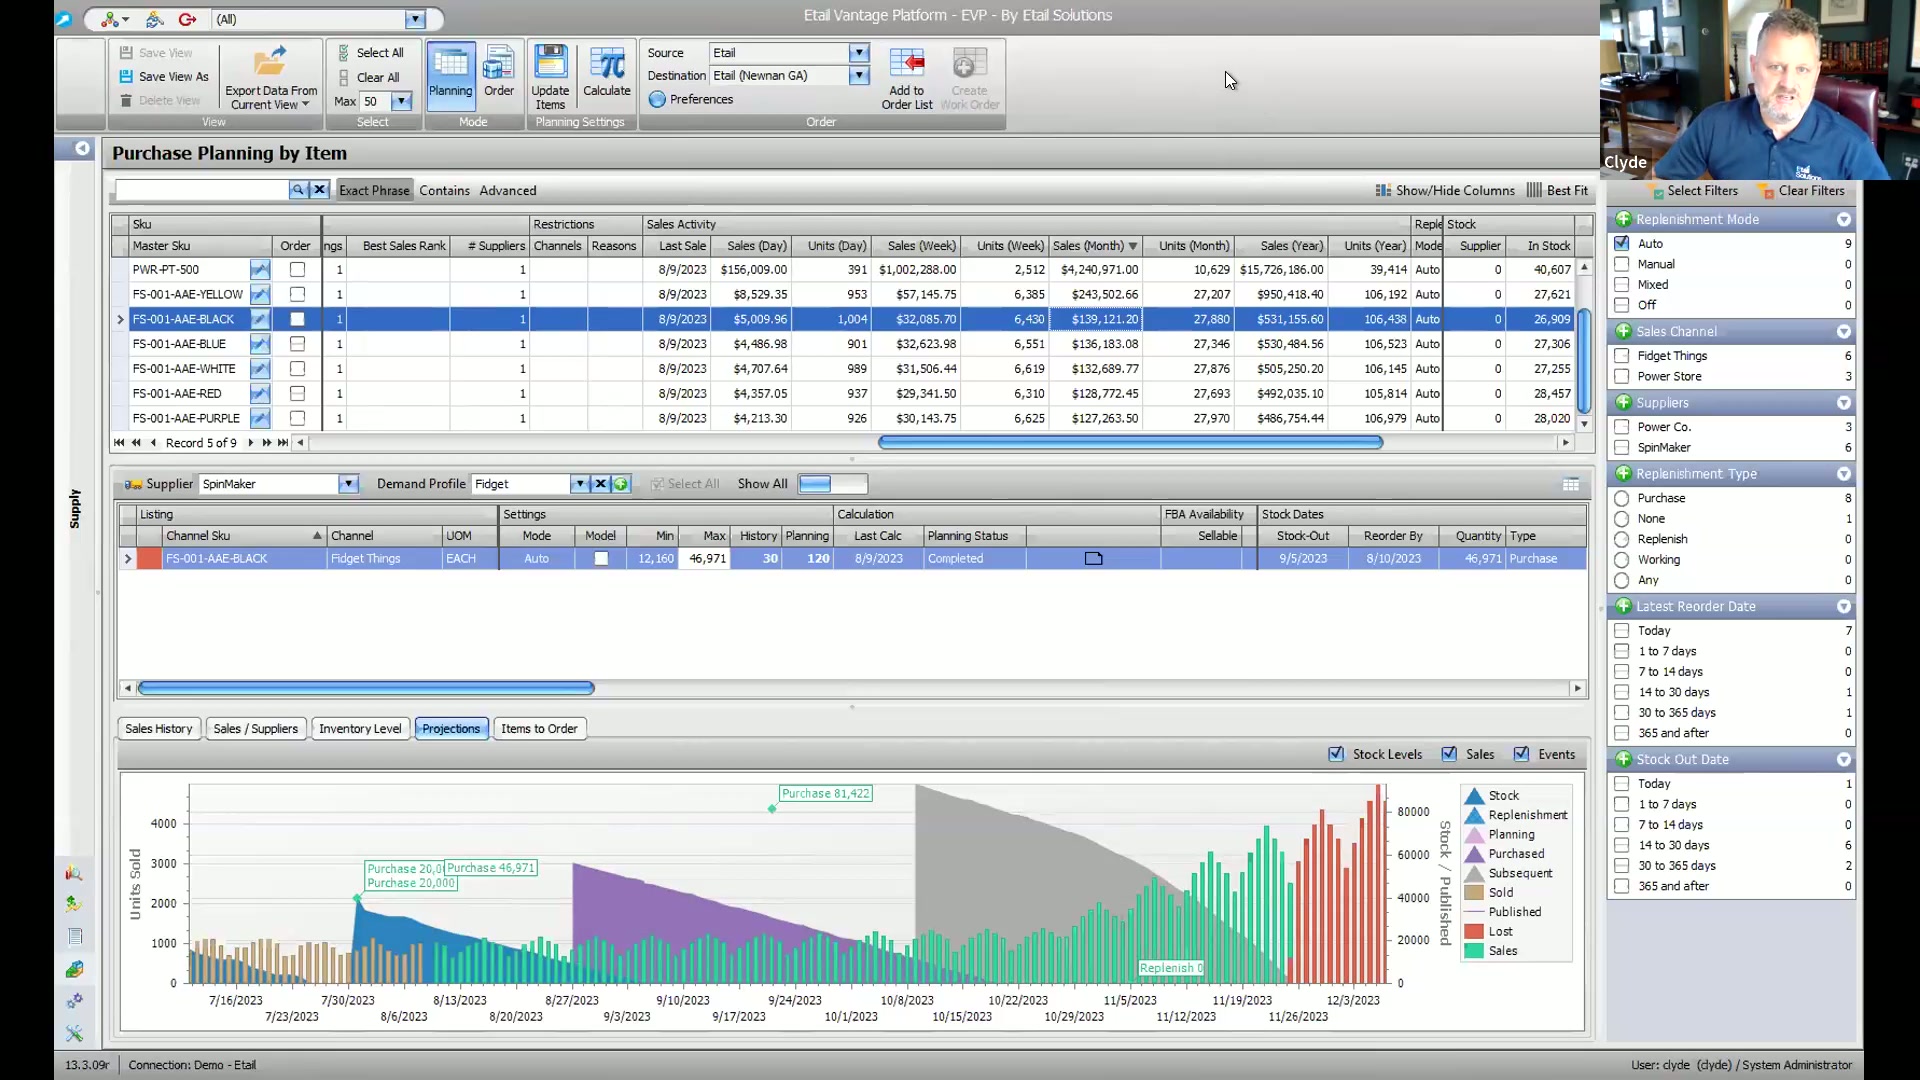 (All)
Etail Vantage Platform - EVP - By Etail Solutions
Save View
Save View As
Delete View
Export Data From
Current View
View
Select All
Clear All
Max 50
Select
Planning
Order
Mode
Update
Items
Calculate
Planning Settings
Source Etail
Destination Etail (Newnan GA)
Preferences
Add to
Order List
Create
Work Order
Order
Etail
Solutions
Clyde
Purchase Planning by Item
Exact Phrase Contains Advanced
Show/Hide Columns Best Fit
Sku Restrictions Sales Activity Reple Stock
Master Sku Order ngs Best Sales Rank # Suppliers Channels Reasons Last Sale Sales (Day) Units (Day) Sales (Week) Units (Week) Sales (Month) Units (Month) Sales (Year) Units (Year) Mode Supplier In Stock
PWR-PT-500 1 1 8/9/2023 $156,009.00 391 $1,002,288.00 2,512 $4,240,971.00 10,629 $15,726,186.00 39,414 Auto 0 40,607
FS-001-AAE-YELLOW 1 1 8/9/2023 $8,529.35 953 $57,145.75 6,385 $243,502.66 27,207 $950,418.40 106,192 Auto 0 27,621
FS-001-AAE-BLACK 1 1 8/9/2023 $5,009.96 1,004 $32,085.70 6,430 $139,121.20 27,880 $531,155.60 106,438 Auto 0 26,909
FS-001-AAE-BLUE 1 1 8/9/2023 $4,486.98 901 $32,623.98 6,551 $136,183.08 27,346 $530,484.56 106,523 Auto 0 27,306
FS-001-AAE-WHITE 1 1 8/9/2023 $4,707.64 989 $31,506.44 6,619 $132,689.77 27,876 $505,250.20 106,145 Auto 0 27,255
FS-001-AAE-RED 1 1 8/9/2023 $4,357.05 937 $29,341.50 6,310 $128,772.45 27,693 $492,035.10 105,814 Auto 0 28,457
FS-001-AAE-PURPLE 1 1 8/9/2023 $4,213.30 926 $30,143.75 6,625 $127,263.50 27,970 $486,754.44 106,979 Auto 0 28,020
Record 5 of 9
Supply
Supplier SpinMaker Demand Profile Fidget Select All Show All
Listing Settings Calculation FBA Availability Stock Dates
Channel Sku Channel UOM Mode Model Min Max History Planning Last Calc Planning Status Sellable Stock-Out Reorder By Quantity Type
FS-001-AAE-BLACK Fidget Things EACH Auto 12,160 46,971 30 120 8/9/2023 Completed 9/5/2023 8/10/2023 46,971 Purchase
Sales History Sales / Suppliers Inventory Level Projections Items to Order
Stock Levels Sales Events
Units Sold
4000
3000
2000
1000
0
Purchase 20,0
Purchase 20,000
Purchase 46,971
Purchase 81,422
Replenish 0
80000
60000
40000
20000
0
Stock / Published
7/16/2023 7/30/2023 8/13/2023 8/27/2023 9/10/2023 9/24/2023 10/8/2023 10/22/2023 11/5/2023 11/19/2023 12/3/2023
7/23/2023 8/6/2023 8/20/2023 9/3/2023 9/17/2023 10/1/2023 10/15/2023 10/29/2023 11/12/2023 11/26/2023
Stock
Replenishment
Planning
Purchased
Subsequent
Sold
Published
Lost
Sales
Select Filters Clear Filters
Replenishment Mode
Auto 9
Manual 0
Mixed 0
Off 0
Sales Channel
Fidget Things 6
Power Store 3
Suppliers
Power Co. 3
SpinMaker 6
Replenishment Type
Purchase 8
None 1
Replenish 0
Working 0
Any 0
Latest Reorder Date
Today 7
1 to 7 days 0
7 to 14 days 0
14 to 30 days 1
30 to 365 days 1
365 and after 0
Stock Out Date
Today 1
1 to 7 days 0
7 to 14 days 0
14 to 30 days 6
30 to 365 days 2
365 and after 0
13.3.09r Connection: Demo - Etail
User: clyde (clyde) / System Administrator